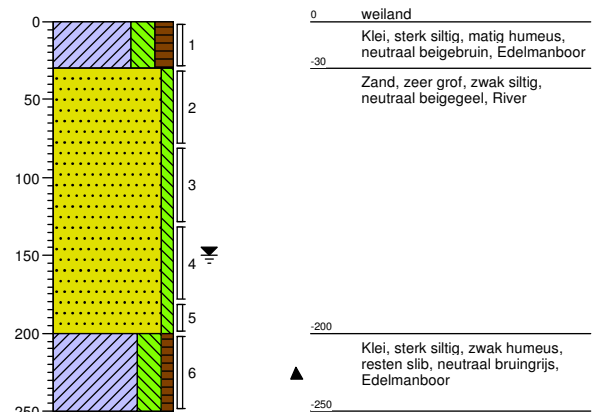 0
50
100
150
200
250
1
2
3
4
5
6
0 weiland
Klei, sterk siltig, matig humeus,
neutraal beigebruin, Edelmanboor
-30
Zand, zeer grof, zwak siltig,
neutraal beigegeel, River
-200
Klei, sterk siltig, zwak humeus,
resten slib, neutraal bruingrijs,
Edelmanboor
-250